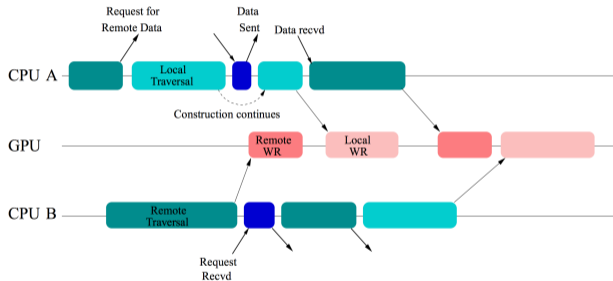 Request for
Remote Data
Data
Sent
Data recvd
CPU A
Local
Traversal
Construction continues
GPU
Remote
WR
Local
WR
CPU B
Remote
Traversal
Request
Recvd